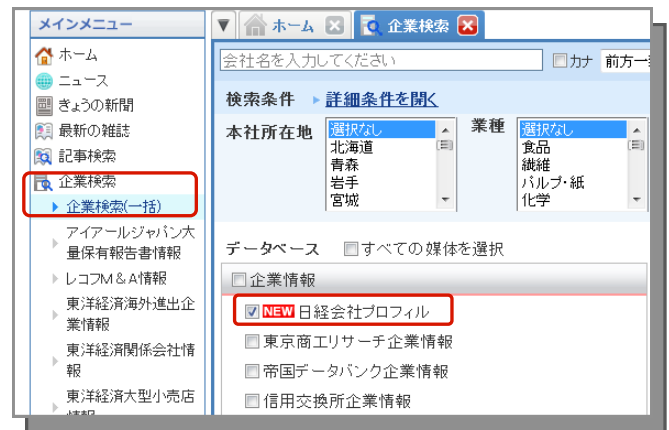 メインメニュー
ホーム
ニュース
きょうの新聞
最新の雑誌
記事検索
企業検索
企業検索(一括)
アイアールジャパン大
量保有報告書情報
レコフM&A情報
東洋経済海外進出企
業情報
東洋経済関係会社情
報
東洋経済大型小売店
ホーム 企業検索
会社名を入力してください カナ 前方一
検索条件 詳細条件を開く
本社所在地 選択なし 業種 選択なし
北海道 食品
青森 繊維
岩手 パルプ・紙
宮城 化学
データベース すべての媒体を選択
企業情報
NEW 日経会社プロフィル
東京商工リサーチ企業情報
帝国データバンク企業情報
信用交換所企業情報